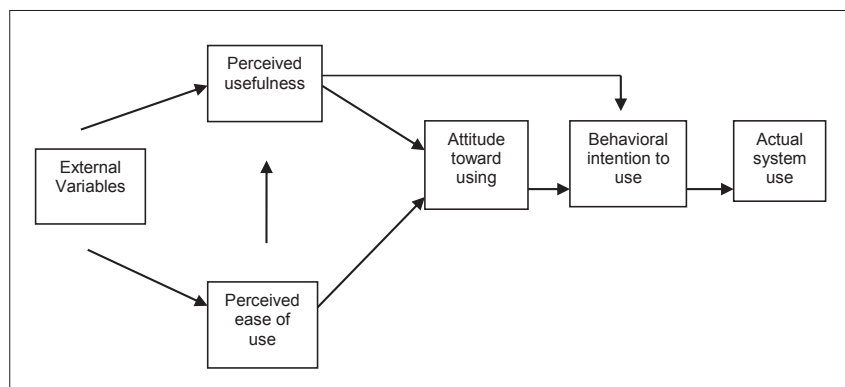 Perceived
usefulness
External
Variables
Perceived
ease of
use
Attitude
toward
using
Behavioral
intention to
use
Actual
system
use